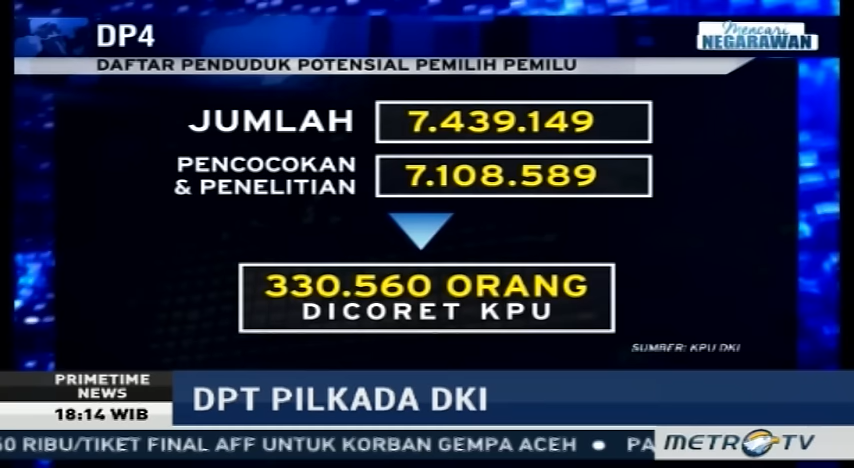 DP4
Mencari
NEGARAWAN
DAFTAR PENDUDUK POTENSIAL PEMILIH PEMILU
JUMLAH 7.439.149
PENCOCOKAN
& PENELITIAN 7.108.589
330.560 ORANG
DICORET KPU
SUMBER: KPU DKI
PRIMETIME
NEWS
DPT PILKADA DKI
18:14 WIB
RIBU/TIKET FINAL AFF UNTUK KORBAN GEMPA ACEH ●
METRO TV